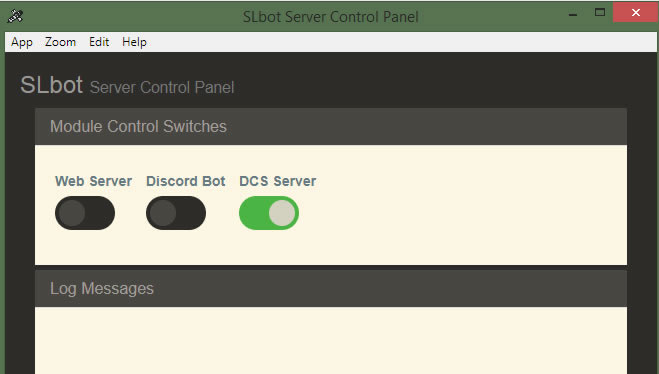 SLbot Server Control Panel
App Zoom Edit Help
SLbot Server Control Panel
Module Control Switches
Web Server Discord Bot DCS Server
Log Messages